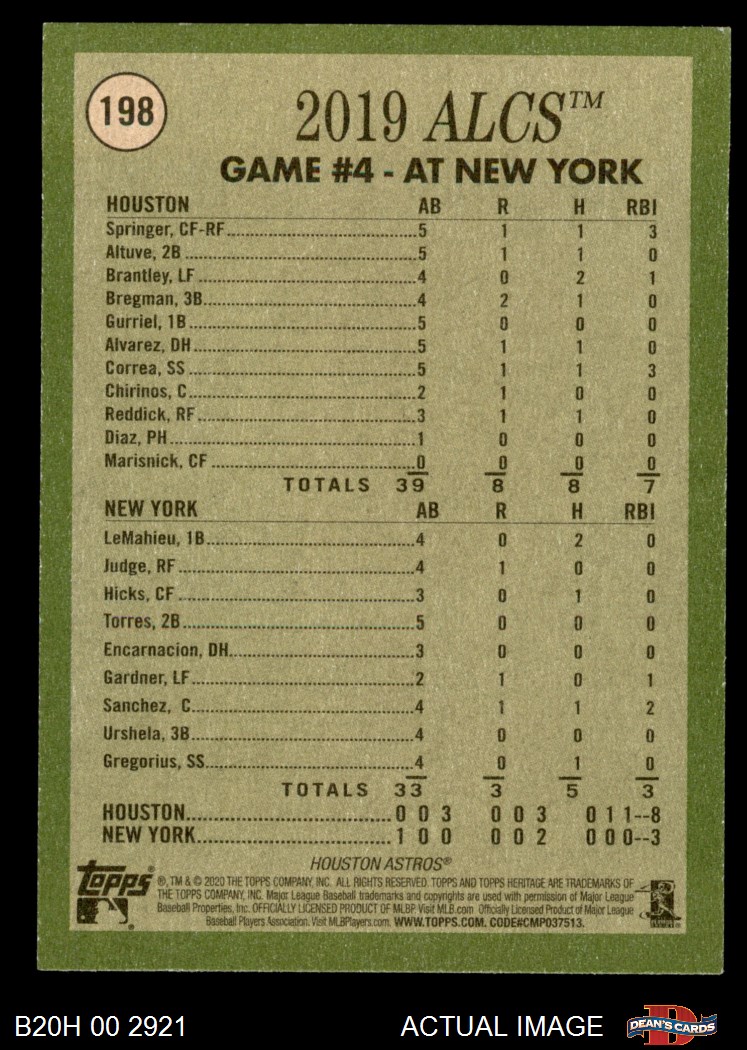 198
2019 ALCS™
GAME #4 - AT NEW YORK
HOUSTON AB R H RBI
Springer, CF-RF 5 1 1 3
Altuve, 2B 5 1 1 0
Brantley, LF 4 0 2 1
Bregman, 3B 4 2 1 0
Gurriel, 1B 5 0 0 0
Alvarez, DH 5 1 1 0
Correa, SS 5 1 1 3
Chirinos, C 2 1 0 0
Reddick, RF 3 1 1 0
Diaz, PH 1 0 0 0
Marisnick, CF 0 0 0 0
TOTALS 39 8 8 7
NEW YORK AB R H RBI
LeMahieu, 1B 4 0 2 0
Judge, RF 4 1 0 0
Hicks, CF 3 0 1 0
Torres, 2B 5 0 0 0
Encarnacion, DH 3 0 0 0
Gardner, LF 2 1 0 1
Sanchez, C 4 1 1 2
Urshela, 3B 4 0 0 0
Gregorius, SS 4 0 1 0
TOTALS 33 3 5 3
HOUSTON 0 0 3 0 0 3 0 1 1--8
NEW YORK 1 0 0 0 0 2 0 0 0--3
HOUSTON ASTROS®
Topps ®, TM & © 2020 THE TOPPS COMPANY, INC. ALL RIGHTS RESERVED. TOPPS AND TOPPS HERITAGE ARE TRADEMARKS OF
THE TOPPS COMPANY, INC. Major League Baseball trademarks and copyrights are used with permission of Major League
Baseball Properties, Inc. OFFICIALLY LICENSED PRODUCT OF MLBP Visit MLB.com Officially Licensed Product of Major League
Baseball Players Association. Visit MLBPlayers.com. WWW.TOPPS.COM. CODE#CMP037513.
B20H 00 2921 ACTUAL IMAGE DEAN'S CARDS